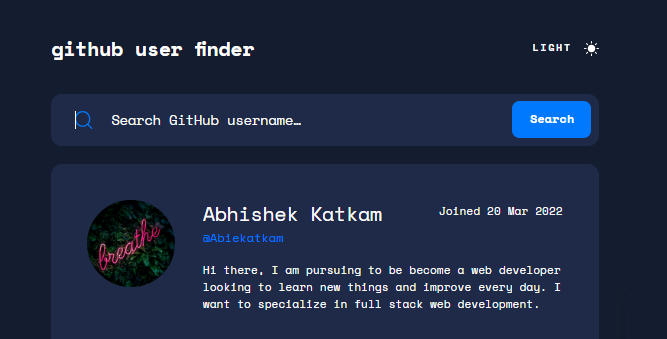 github user finder
LIGHT
Search GitHub username…
Search
breathe
Abhishek Katkam
Joined 20 Mar 2022
@Abiekatkam
Hi there, I am pursuing to be become a web developer
looking to learn new things and improve every day. I
want to specialize in full stack web development.